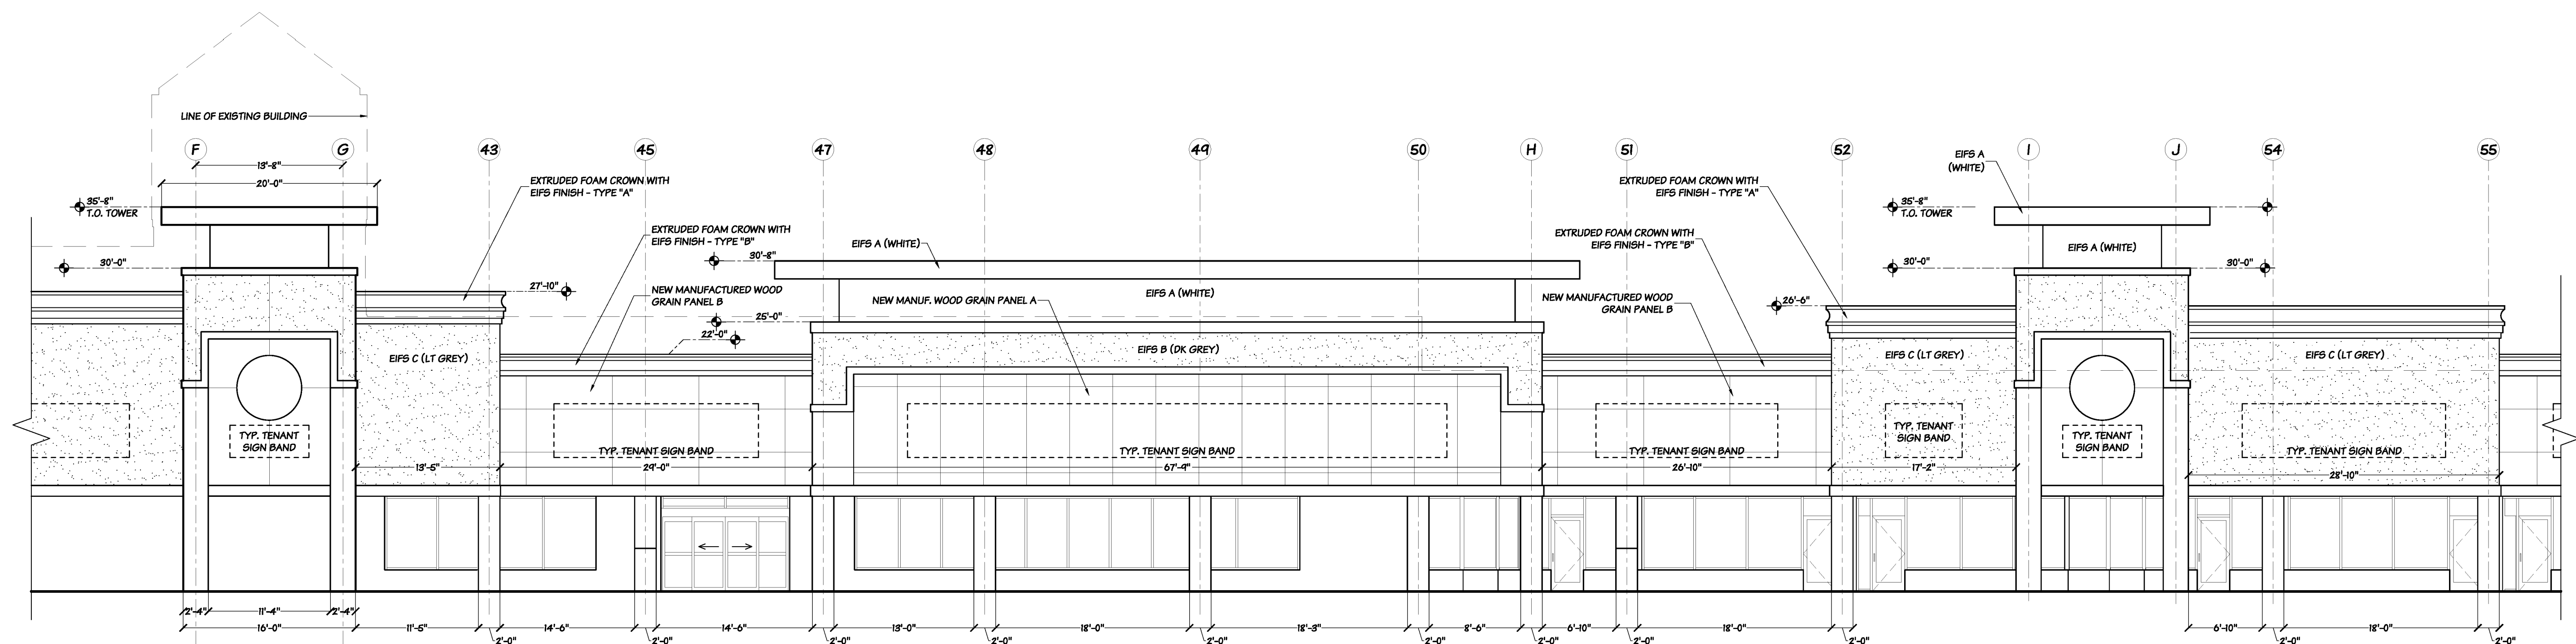 LINE OF EXISTING BUILDING
F
G
43
45
47
48
49
50
H
51
52
I
J
54
55
13'-8"
20'-0"
35'-8"
T.O. TOWER
30'-0"
EXTRUDED FOAM CROWN WITH
EIFS FINISH - TYPE "A"
EXTRUDED FOAM CROWN WITH
EIFS FINISH - TYPE "B"
27'-10"
NEW MANUFACTURED WOOD
GRAIN PANEL B
22'-0"
EIFS A (WHITE)
30'-8"
25'-0"
NEW MANUF. WOOD GRAIN PANEL A
EIFS A (WHITE)
EIFS B (DK GREY)
EIFS C (LT GREY)
EXTRUDED FOAM CROWN WITH
EIFS FINISH - TYPE "A"
EXTRUDED FOAM CROWN WITH
EIFS FINISH - TYPE "B"
NEW MANUFACTURED WOOD
GRAIN PANEL B
26'-6"
EIFS A
(WHITE)
35'-8"
T.O. TOWER
EIFS A (WHITE)
30'-0"
30'-0"
EIFS C (LT GREY)
EIFS C (LT GREY)
TYP. TENANT
SIGN BAND
TYP. TENANT SIGN BAND
TYP. TENANT SIGN BAND
TYP. TENANT SIGN BAND
TYP. TENANT
SIGN BAND
TYP. TENANT
SIGN BAND
TYP. TENANT SIGN BAND
13'-5"
29'-0"
67'-9"
26'-10"
17'-2"
28'-10"
2'-4"
11'-4"
2'-4"
16'-0"
11'-5"
2'-0"
14'-6"
2'-0"
14'-6"
2'-0"
13'-0"
2'-0"
18'-0"
2'-0"
18'-3"
2'-0"
8'-6"
2'-0"
6'-10"
2'-0"
18'-0"
2'-0"
6'-10"
2'-0"
18'-0"
2'-0"